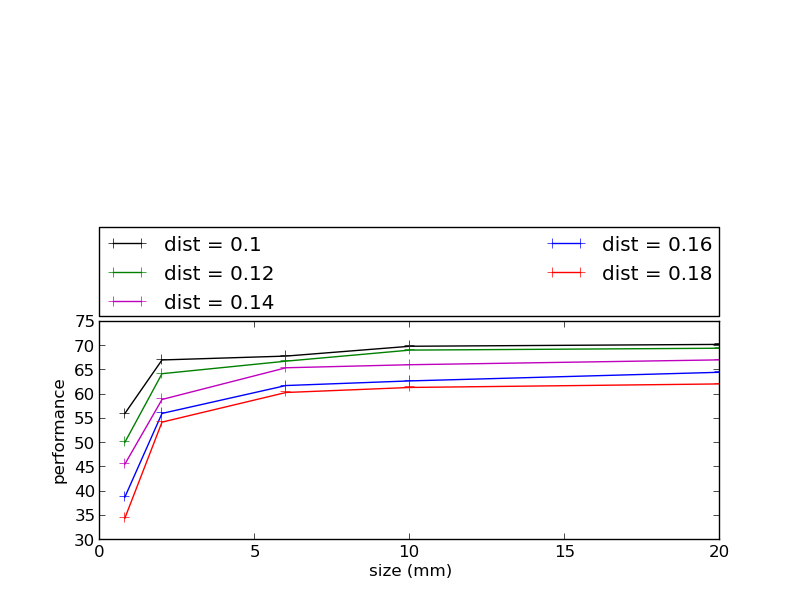 dist = 0.1
dist = 0.12
dist = 0.14
dist = 0.16
dist = 0.18
75
70
65
60
55
50
45
40
35
30
performance
0 5 10 15 20
size (mm)